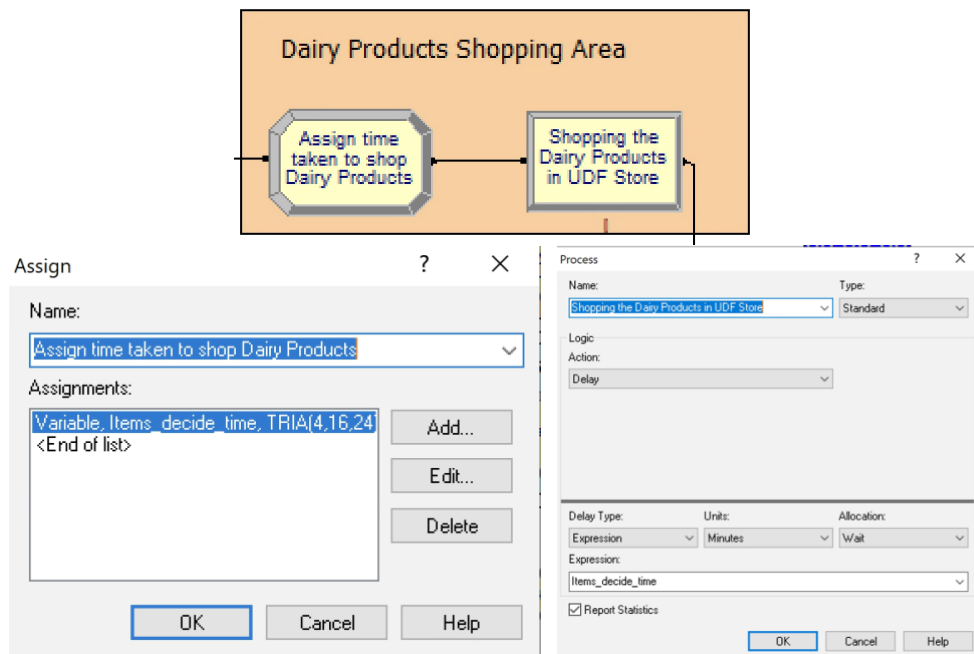 Dairy Products Shopping Area
Assign time
taken to shop
Dairy Products
Shopping the
Dairy Products
in UDF Store
Assign
?
Name:
Assign time taken to shop Dairy Products
Assignments:
Variable, Items_decide_time, TRIA(4,16,24)
<End of list>
Add...
Edit...
Delete
OK
Cancel
Help
Process
?
Name:
Type:
Shopping the Dairy Products in UDF Store
Standard
Logic
Action:
Delay
Delay Type:
Units:
Allocation:
Expression
Minutes
Wait
Expression:
Items_decide_time
Report Statistics
OK
Cancel
Help